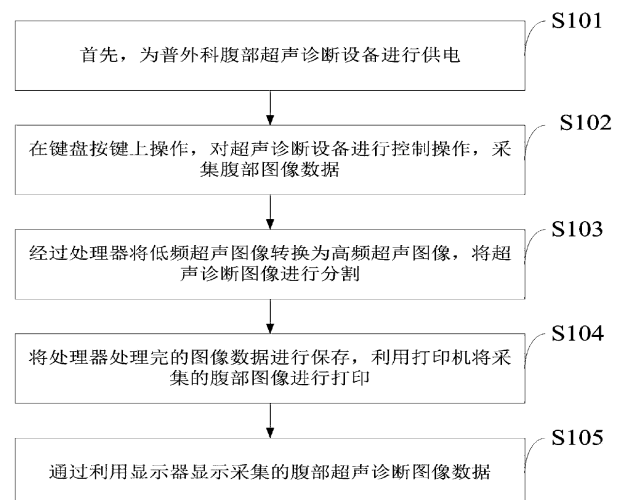 S101
首先，为普外科腹部超声诊断设备进行供电
S102
在键盘按键上操作，对超声诊断设备进行控制操作，采
集腹部图像数据
S103
经过处理器将低频超声图像转换为高频超声图像，将超
声诊断图像进行分割
S104
将处理器处理完的图像数据进行保存，利用打印机将采
集的腹部图像进行打印
S105
通过利用显示器显示采集的腹部超声诊断图像数据